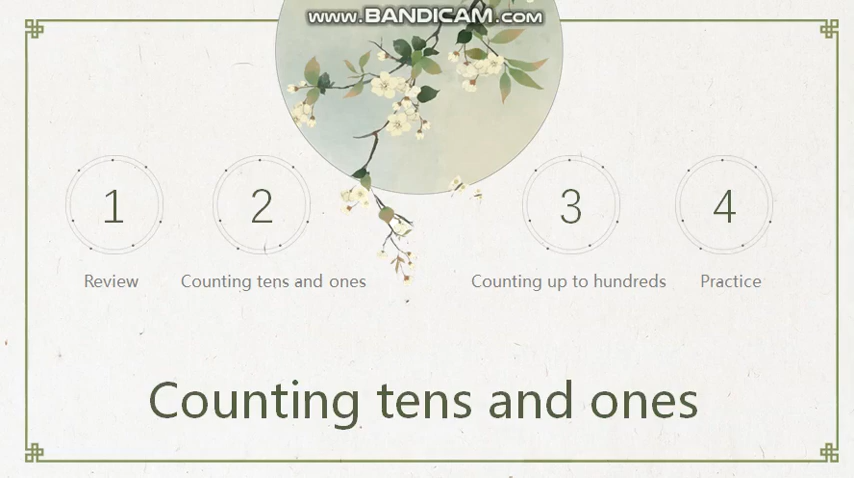 www.BANDICAM.com
1
2
3
4
Review
Counting tens and ones
Counting up to hundreds
Practice
Counting tens and ones